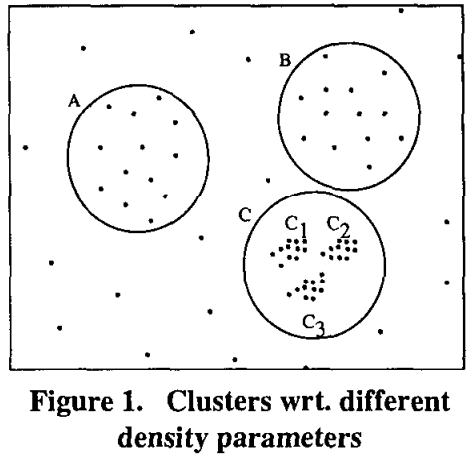 A
B
C
C1 C2
C3
Figure 1. Clusters wrt. different
density parameters